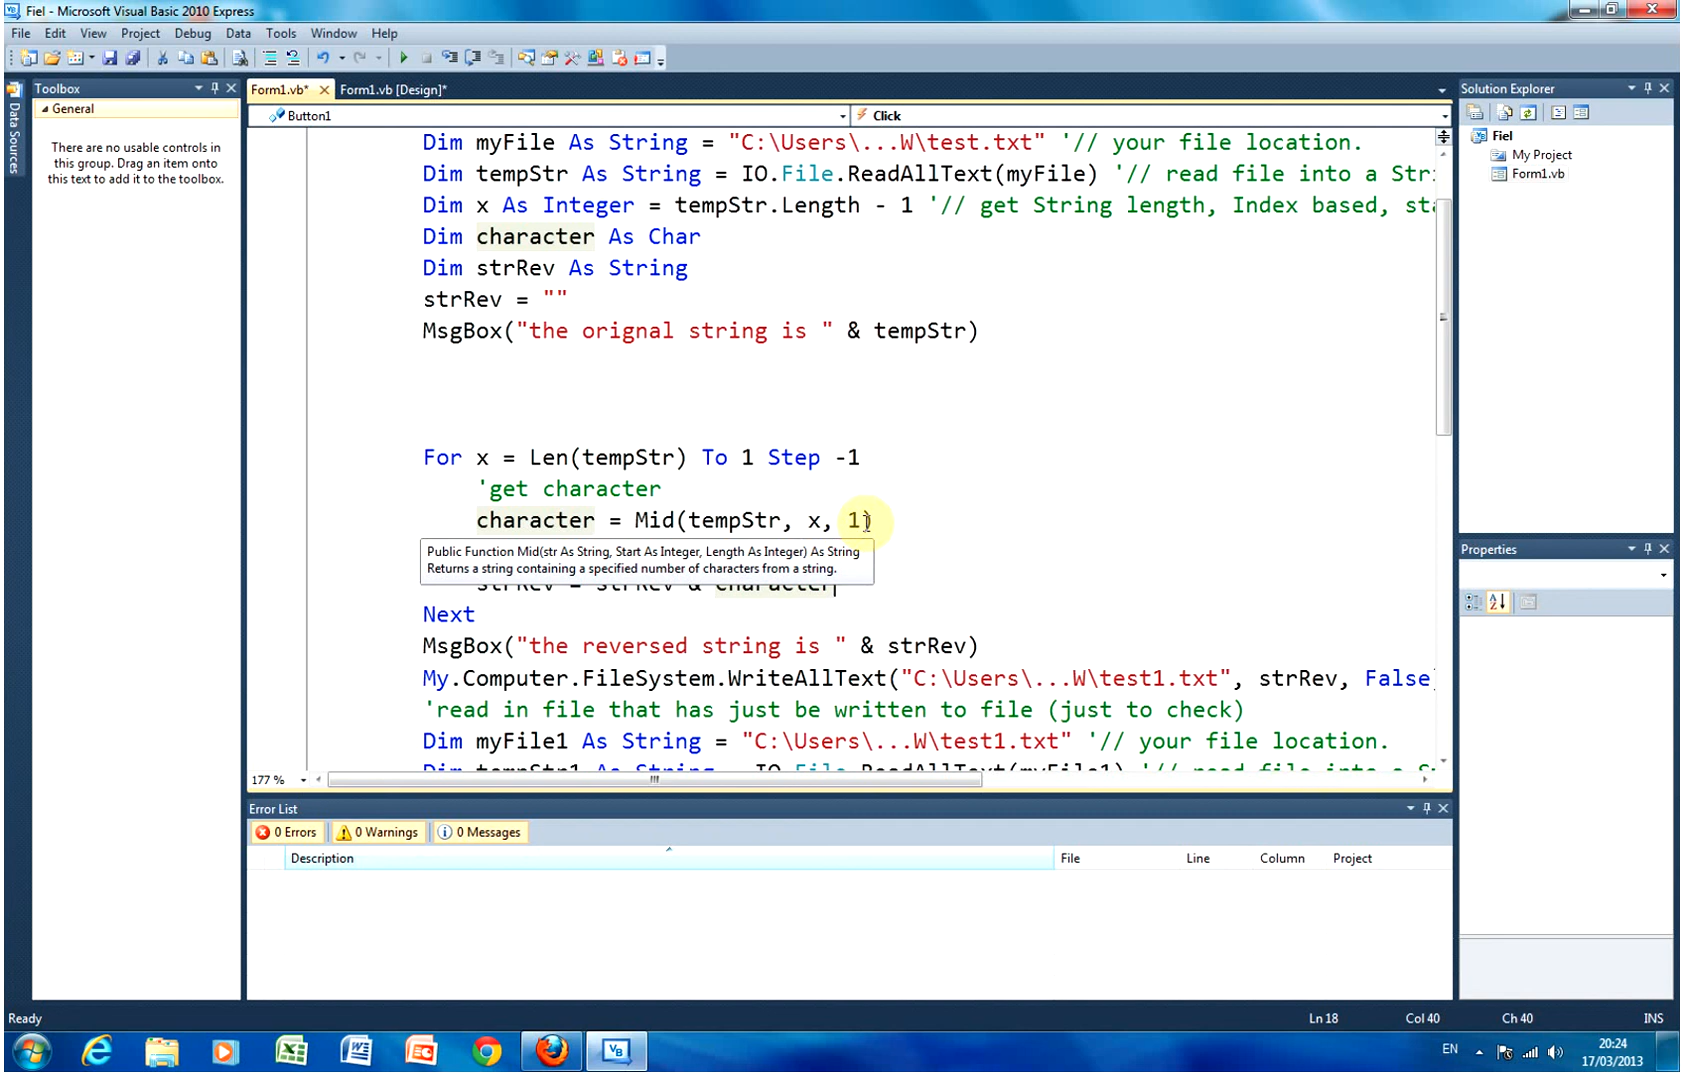 Fiel - Microsoft Visual Basic 2010 Express
File Edit View Project Debug Data Tools Window Help
Data Sources
Toolbox
General
There are no usable controls in
this group. Drag an item onto
this text to add it to the toolbox.
Form1.vb* Form1.vb [Design]*
Button1 Click
Dim myFile As String = "C:\Users\...W\test.txt" '// your file location.
Dim tempStr As String = IO.File.ReadAllText(myFile) '// read file into a
Dim x As Integer = tempStr.Length - 1 '// get String length, Index based,
Dim character As Char
Dim strRev As String
strRev = ""
MsgBox("the orignal string is " & tempStr)
For x = Len(tempStr) To 1 Step -1
'get character
character = Mid(tempStr, x, 1)
Public Function Mid(str As String, Start As Integer, Length As Integer) As String
Returns a string containing a specified number of characters from a string.
strRev = strRev & character
Next
MsgBox("the reversed string is " & strRev)
My.Computer.FileSystem.WriteAllText("C:\Users\...W\test1.txt", strRev, False)
'read in file that has just be written to file (just to check)
Dim myFile1 As String = "C:\Users\...W\test1.txt" '// your file location.
Dim tempStr1 As String = IO.File.ReadAllText(myFile1) '// read file into a
177 %
Error List
0 Errors 0 Warnings 0 Messages
Description File Line Column Project
Solution Explorer
Fiel
My Project
Form1.vb
Properties
Ready Ln 18 Col 40 Ch 40 INS
EN 20:24
17/03/2013